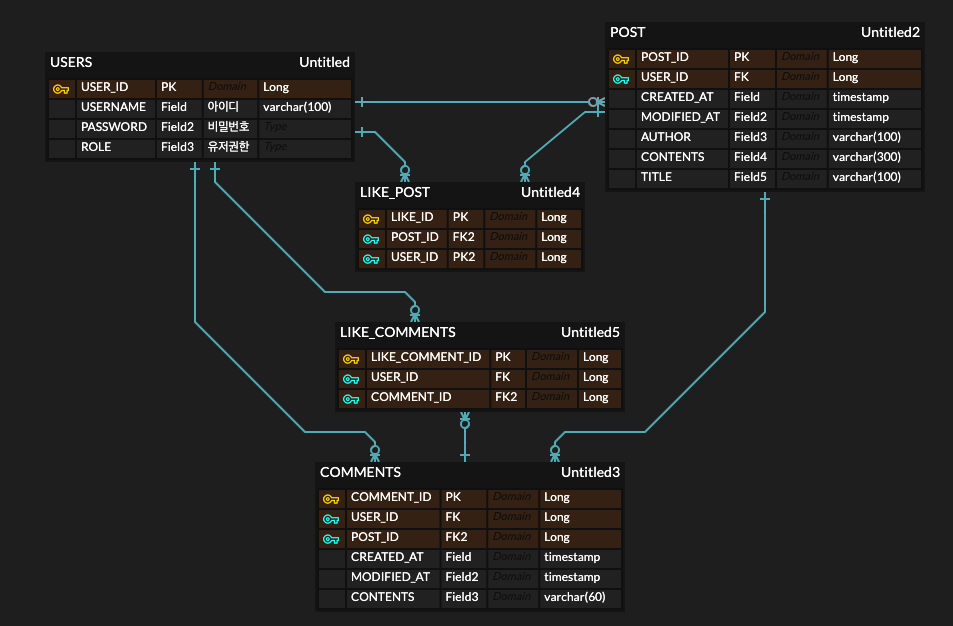 USERS Untitled
USER_ID PK Domain Long
USERNAME Field 아이디 varchar(100)
PASSWORD Field2 비밀번호 Type
ROLE Field3 유저권한 Type
POST Untitled2
POST_ID PK Domain Long
USER_ID FK Domain Long
CREATED_AT Field Domain timestamp
MODIFIED_AT Field2 Domain timestamp
AUTHOR Field3 Domain varchar(100)
CONTENTS Field4 Domain varchar(300)
TITLE Field5 Domain varchar(100)
LIKE_POST Untitled4
LIKE_ID PK Domain Long
POST_ID FK2 Domain Long
USER_ID PK2 Domain Long
LIKE_COMMENTS Untitled5
LIKE_COMMENT_ID PK Domain Long
USER_ID FK Domain Long
COMMENT_ID FK2 Domain Long
COMMENTS Untitled3
COMMENT_ID PK Domain Long
USER_ID FK Domain Long
POST_ID FK2 Domain Long
CREATED_AT Field Domain timestamp
MODIFIED_AT Field2 Domain timestamp
CONTENTS Field3 Domain varchar(60)